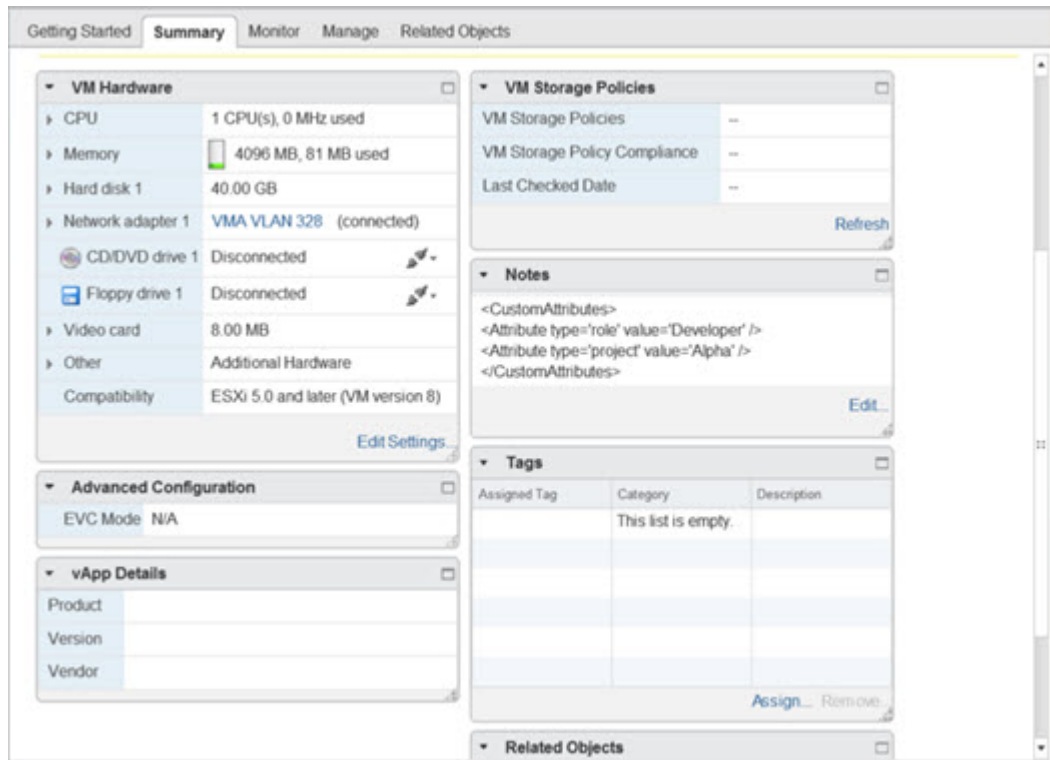 Getting Started Summary Monitor Manage Related Objects
VM Hardware
CPU 1 CPU(s), 0 MHz used
Memory 4096 MB, 81 MB used
Hard disk 1 40.00 GB
Network adapter 1 VMA VLAN 328 (connected)
CD/DVD drive 1 Disconnected
Floppy drive 1 Disconnected
Video card 8.00 MB
Other Additional Hardware
Compatibility ESXi 5.0 and later (VM version 8)
Edit Settings...
Advanced Configuration
EVC Mode N/A
vApp Details
Product
Version
Vendor
VM Storage Policies
VM Storage Policies --
VM Storage Policy Compliance --
Last Checked Date --
Refresh
Notes
<CustomAttributes>
<Attribute type='role' value='Developer' />
<Attribute type='project' value='Alpha' />
</CustomAttributes>
Edit...
Tags
Assigned Tag Category Description
This list is empty.
Assign... Remove...
Related Objects